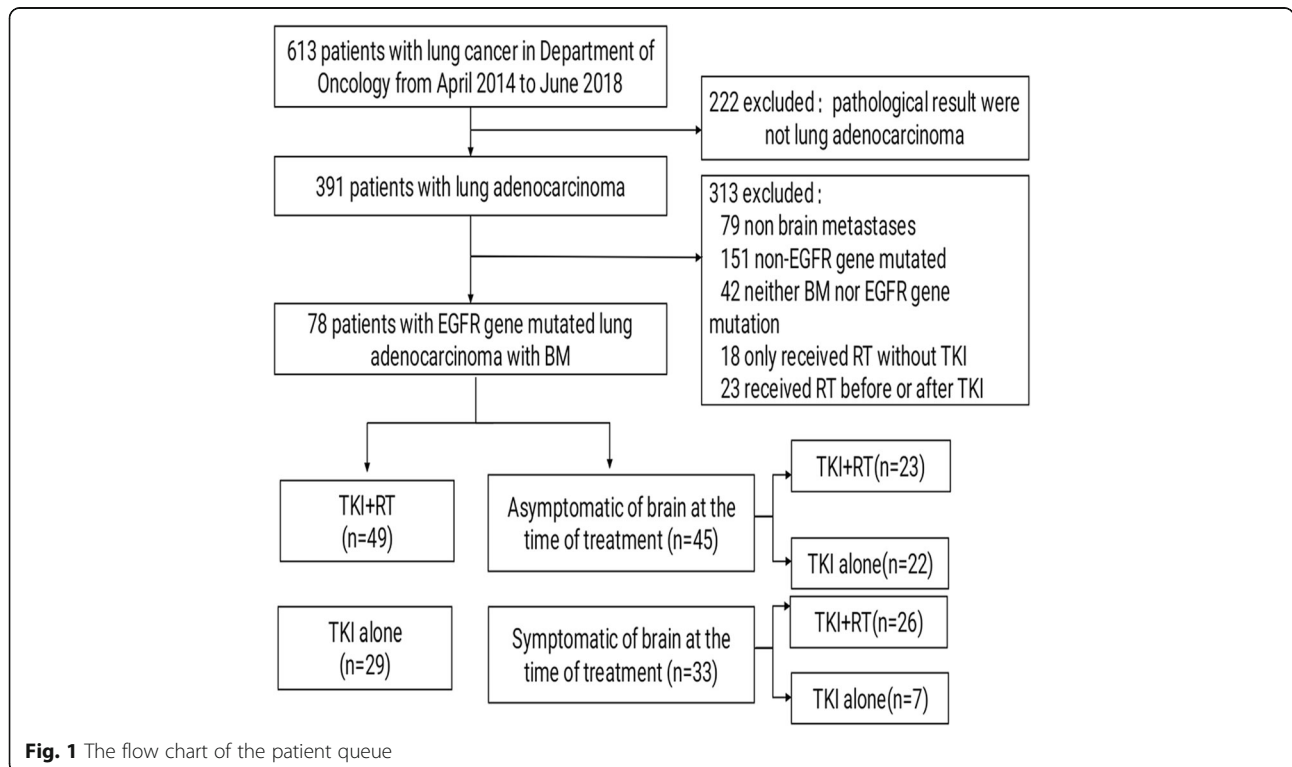 613 patients with lung cancer in Department of
Oncology from April 2014 to June 2018
222 excluded：pathological result were
not lung adenocarcinoma
391 patients with lung adenocarcinoma
313 excluded：
79 non brain metastases
151 non-EGFR gene mutated
42 neither BM nor EGFR gene
mutation
18 only received RT without TKI
23 received RT before or after TKI
78 patients with EGFR gene mutated lung
adenocarcinoma with BM
TKI+RT
(n=49)
Asymptomatic of brain at the
time of treatment (n=45)
TKI+RT(n=23)
TKI alone(n=22)
TKI alone
(n=29)
Symptomatic of brain at the
time of treatment (n=33)
TKI+RT(n=26)
TKI alone(n=7)
Fig. 1 The flow chart of the patient queue